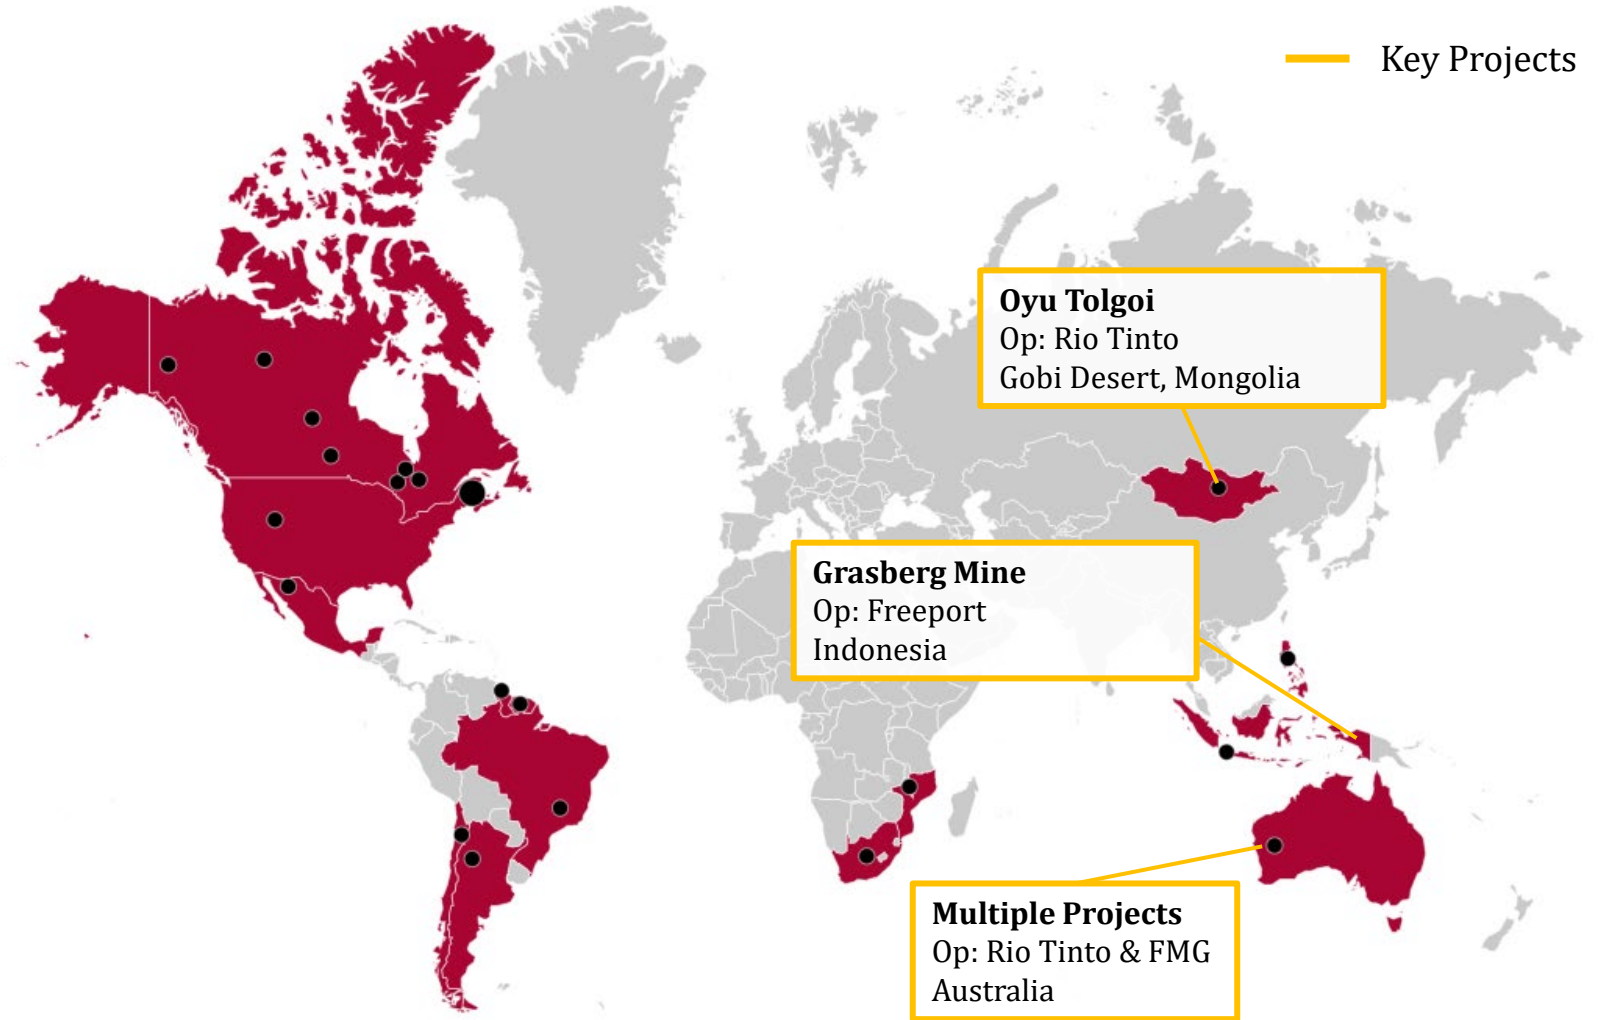 Key Projects
Oyu Tolgoi
Op: Rio Tinto
Gobi Desert, Mongolia
Grasberg Mine
Op: Freeport
Indonesia
Multiple Projects
Op: Rio Tinto & FMG
Australia